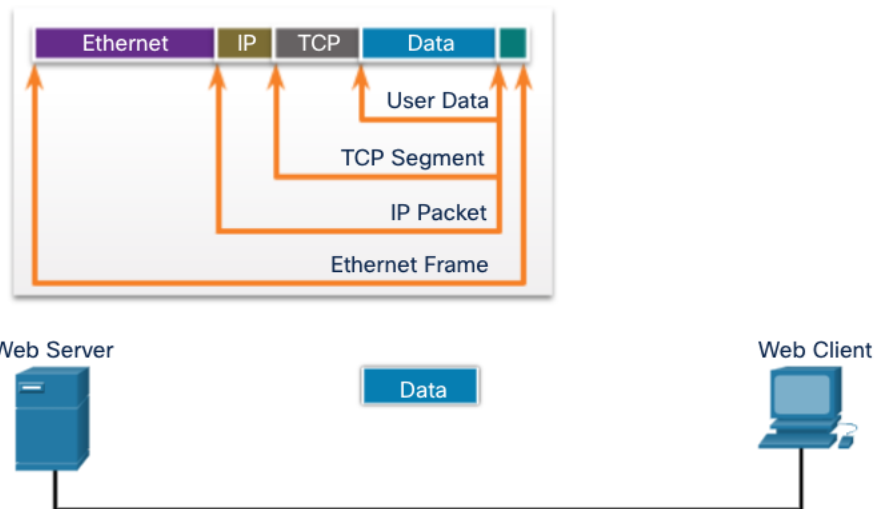 Ethernet IP TCP Data
User Data
TCP Segment
IP Packet
Ethernet Frame
Web Server
Web Client
Data